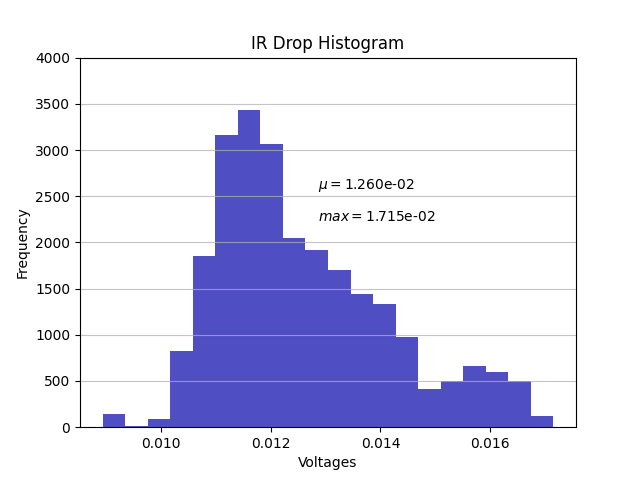 IR Drop Histogram
4000
3500
3000
2500
2000
1500
1000
500
0
Frequency
μ = 1.260e-02
max = 1.715e-02
0.010 0.012 0.014 0.016
Voltages